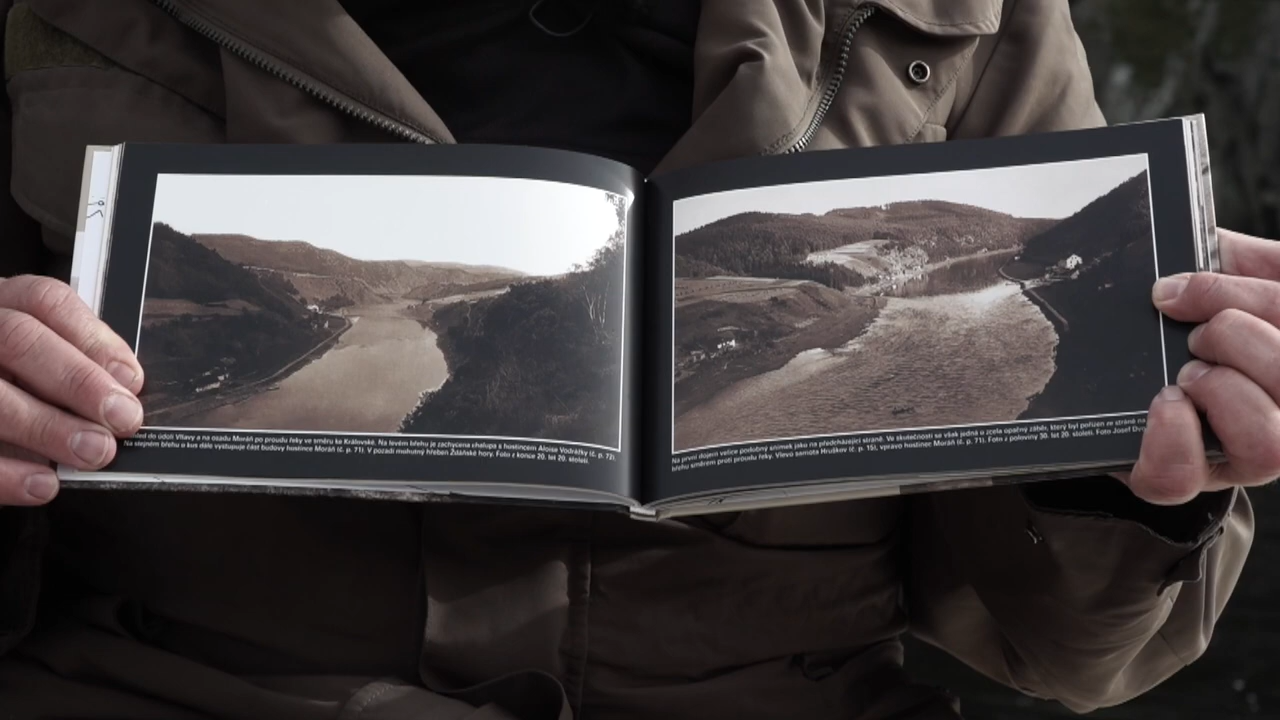 do údolí Vltavy a na osadu Moráň po proudu řeky ve směru ke Královské. Na levém břehu je zachycena chalupa s hostincem Aloise Vodrážky (č. p. 72).
Na stejném břehu o kus dále vystupuje část budovy hostince Moráň (č. p. 71). V pozadí mohutný hřeben Žďánské hory. Foto z konce 20. let 20. století.
Na první dojem velice podobný snímek jako na předcházející straně. Ve skutečnosti se však jedná o zcela opačný záběr, který byl pořízen ze stráně na
břehu směrem proti proudu řeky. Vlevo samota Hruškov (č. p. 15), vpravo hostinec Moráň (č. p. 71). Foto z poloviny 30. let 20. století. Foto Josef